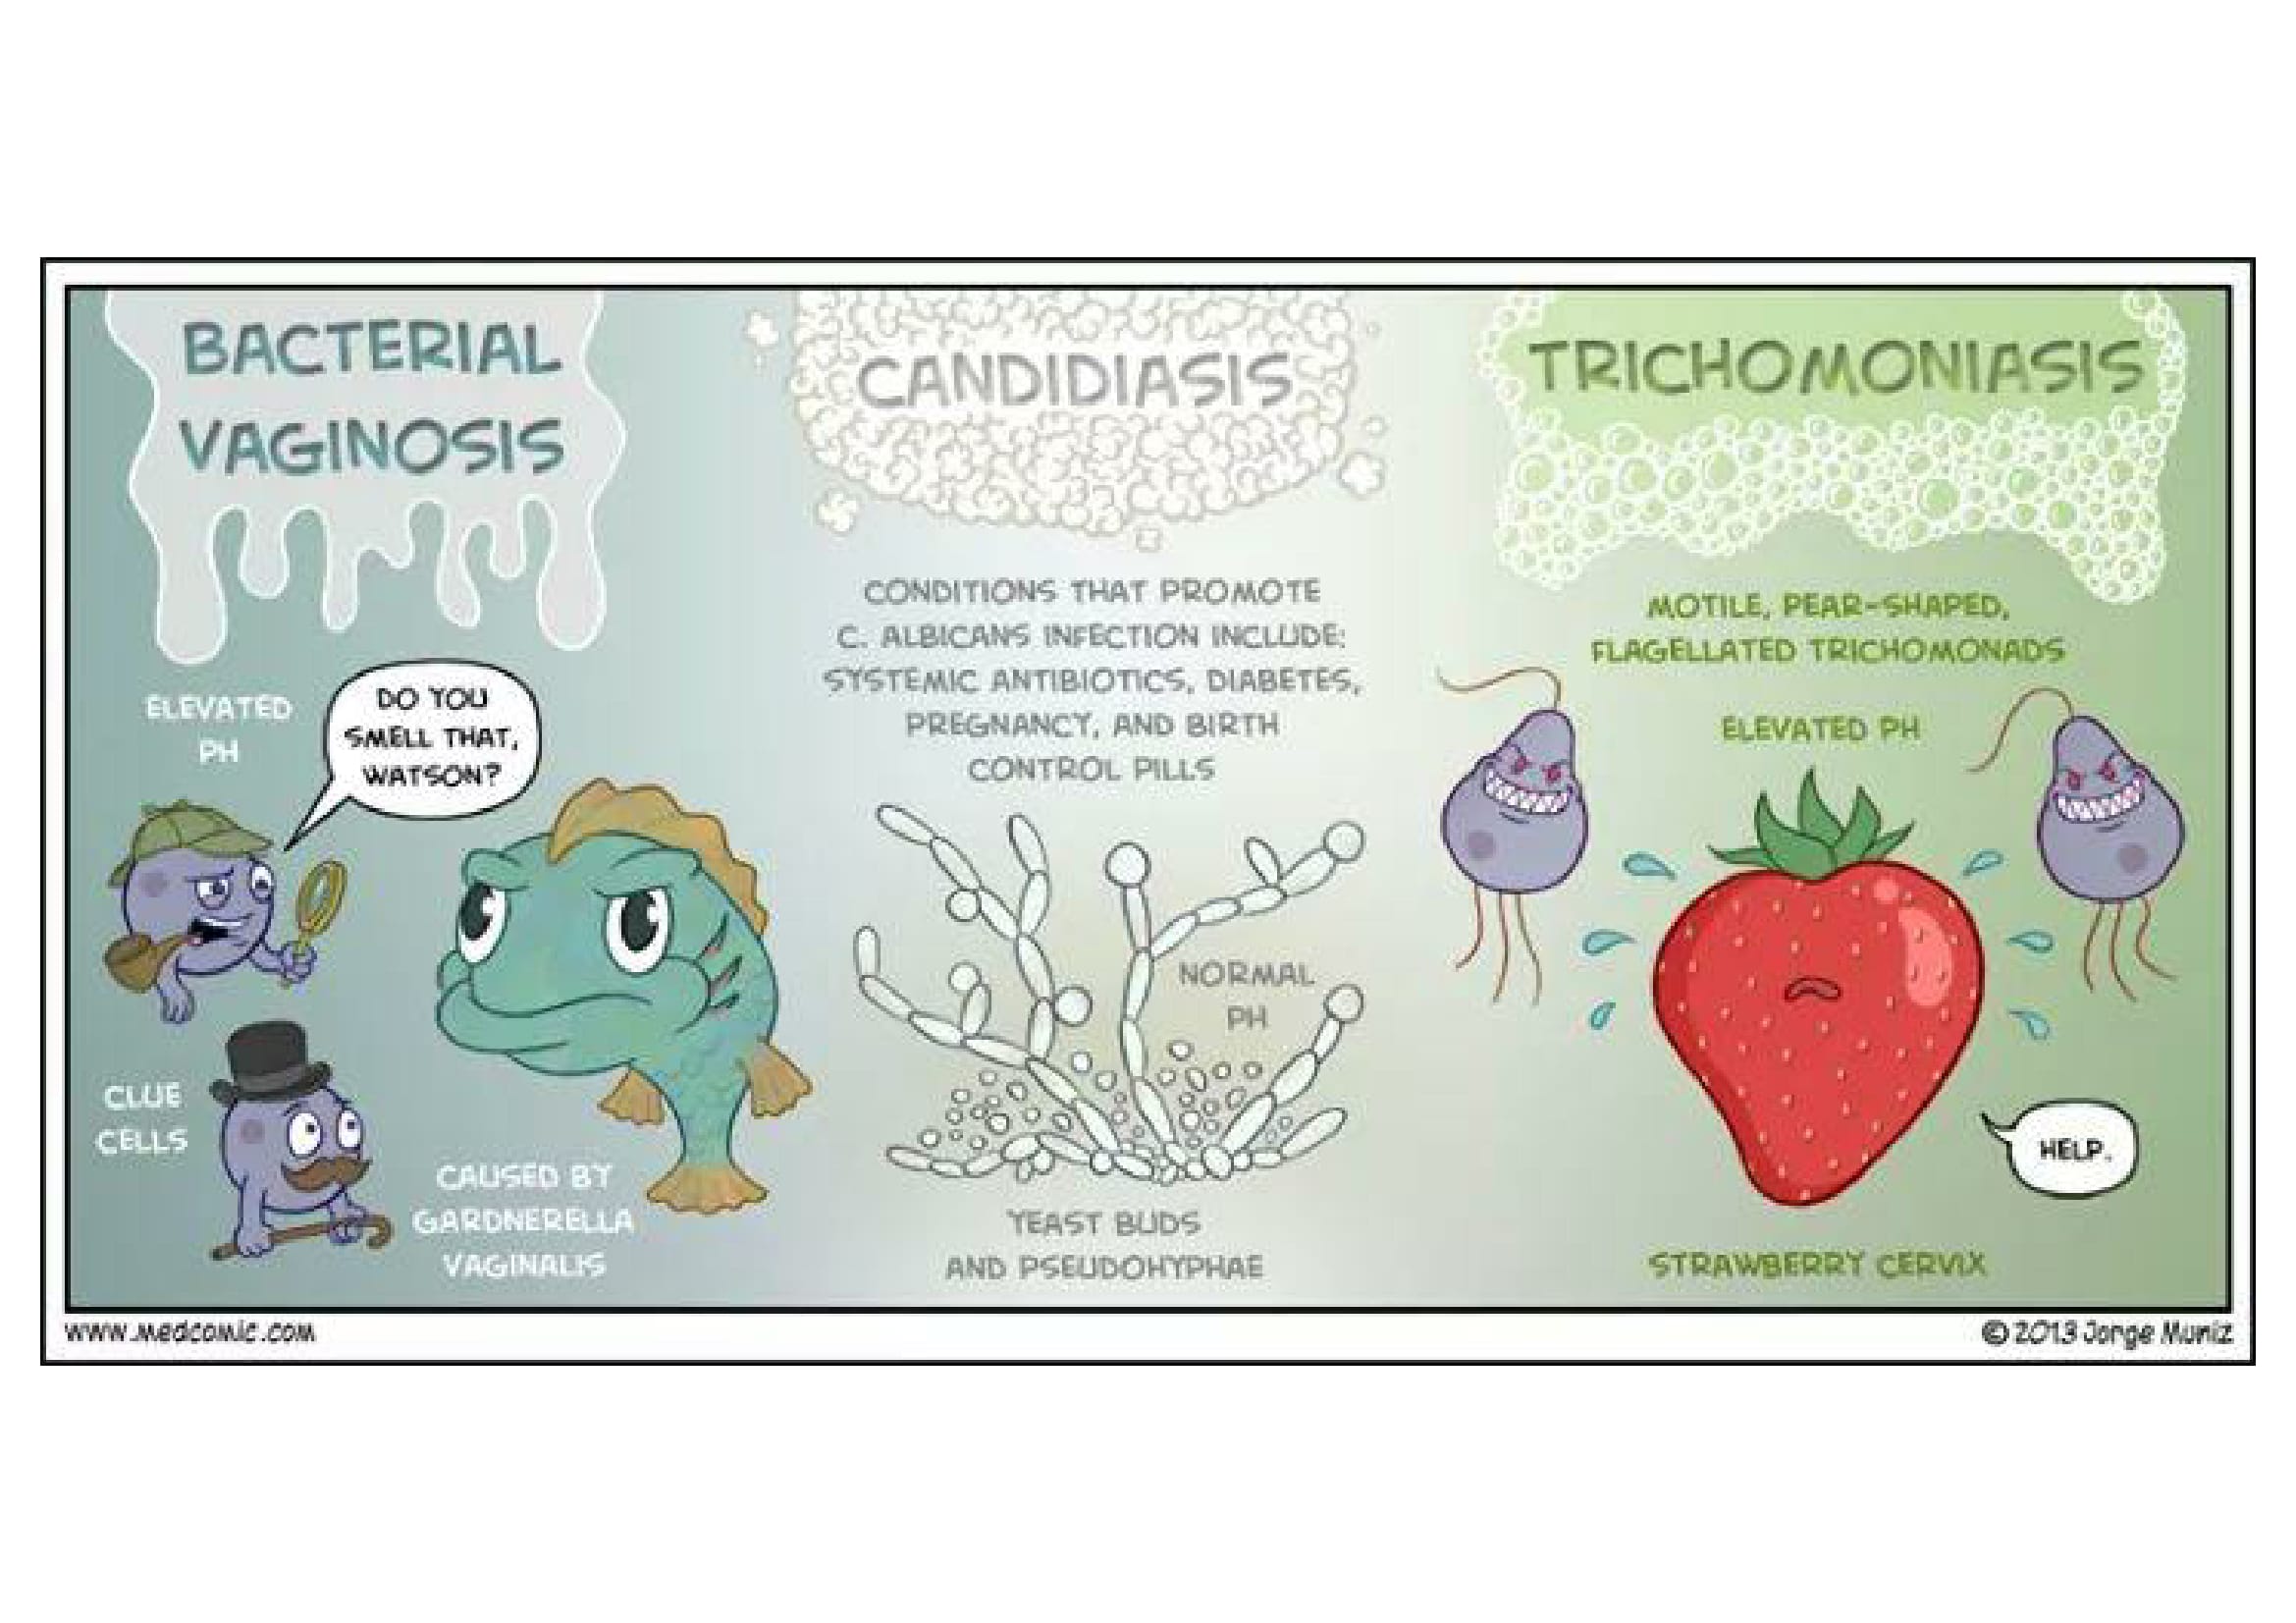 BACTERIAL
VAGINOSIS
ELEVATED
PH
DO YOU
SMELL THAT,
WATSON?
CLUE
CELLS
CAUSED BY
GARDNERELLA
VAGINALIS
CANDIDIASIS
CONDITIONS THAT PROMOTE
C. ALBICANS INFECTION INCLUDE:
SYSTEMIC ANTIBIOTICS, DIABETES,
PREGNANCY, AND BIRTH
CONTROL PILLS
NORMAL
PH
YEAST BUDS
AND PSEUDOHYPHAE
TRICHOMONIASIS
MOTILE, PEAR-SHAPED,
FLAGELLATED TRICHOMONADS
ELEVATED PH
HELP.
STRAWBERRY CERVIX
www.medcomic.com
© 2013 Jorge Muniz